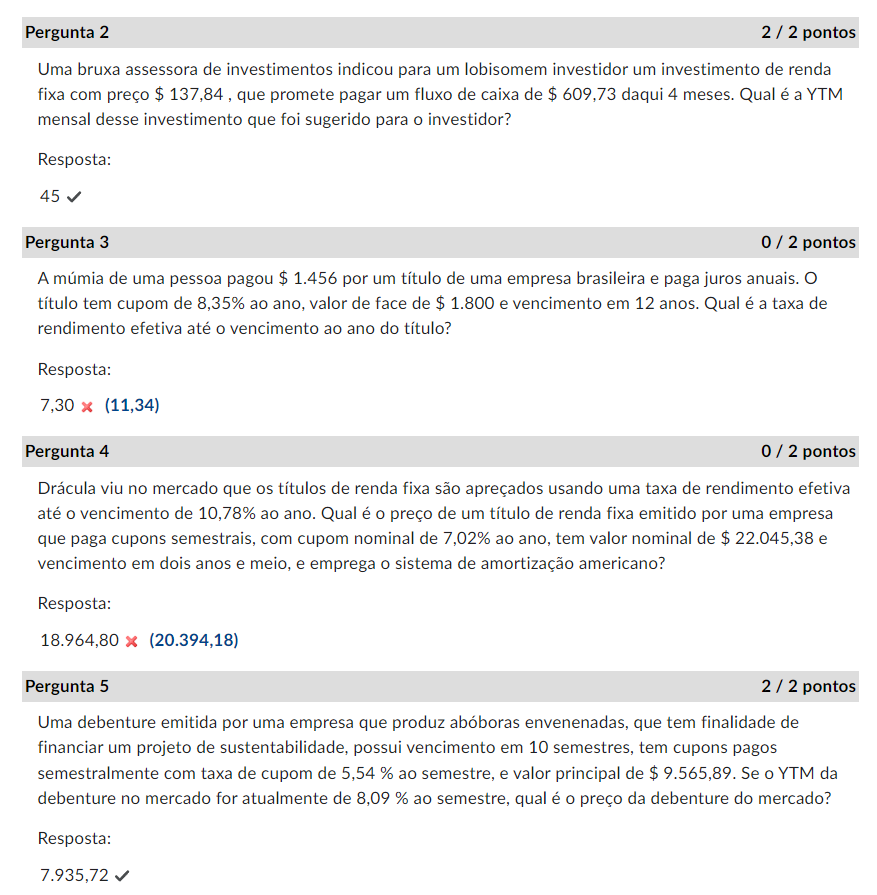 Pergunta 2 2 / 2 pontos
Uma bruxa assessora de investimentos indicou para um lobisomem investidor um investimento de renda
fixa com preço $ 137,84 , que promete pagar um fluxo de caixa de $ 609,73 daqui 4 meses. Qual é a YTM
mensal desse investimento que foi sugerido para o investidor?
Resposta:
45
Pergunta 3 0 / 2 pontos
A múmia de uma pessoa pagou $ 1.456 por um título de uma empresa brasileira e paga juros anuais. O
título tem cupom de 8,35% ao ano, valor de face de $ 1.800 e vencimento em 12 anos. Qual é a taxa de
rendimento efetiva até o vencimento ao ano do título?
Resposta:
7,30 (11,34)
Pergunta 4 0 / 2 pontos
Drácula viu no mercado que os títulos de renda fixa são apreçados usando uma taxa de rendimento efetiva
até o vencimento de 10,78% ao ano. Qual é o preço de um título de renda fixa emitido por uma empresa
que paga cupons semestrais, com cupom nominal de 7,02% ao ano, tem valor nominal de $ 22.045,38 e
vencimento em dois anos e meio, e emprega o sistema de amortização americano?
Resposta:
18.964,80 (20.394,18)
Pergunta 5 2 / 2 pontos
Uma debenture emitida por uma empresa que produz abóboras envenenadas, que tem finalidade de
financiar um projeto de sustentabilidade, possui vencimento em 10 semestres, tem cupons pagos
semestralmente com taxa de cupom de 5,54 % ao semestre, e valor principal de $ 9.565,89. Se o YTM da
debenture no mercado for atualmente de 8,09 % ao semestre, qual é o preço da debenture do mercado?
Resposta:
7.935,72